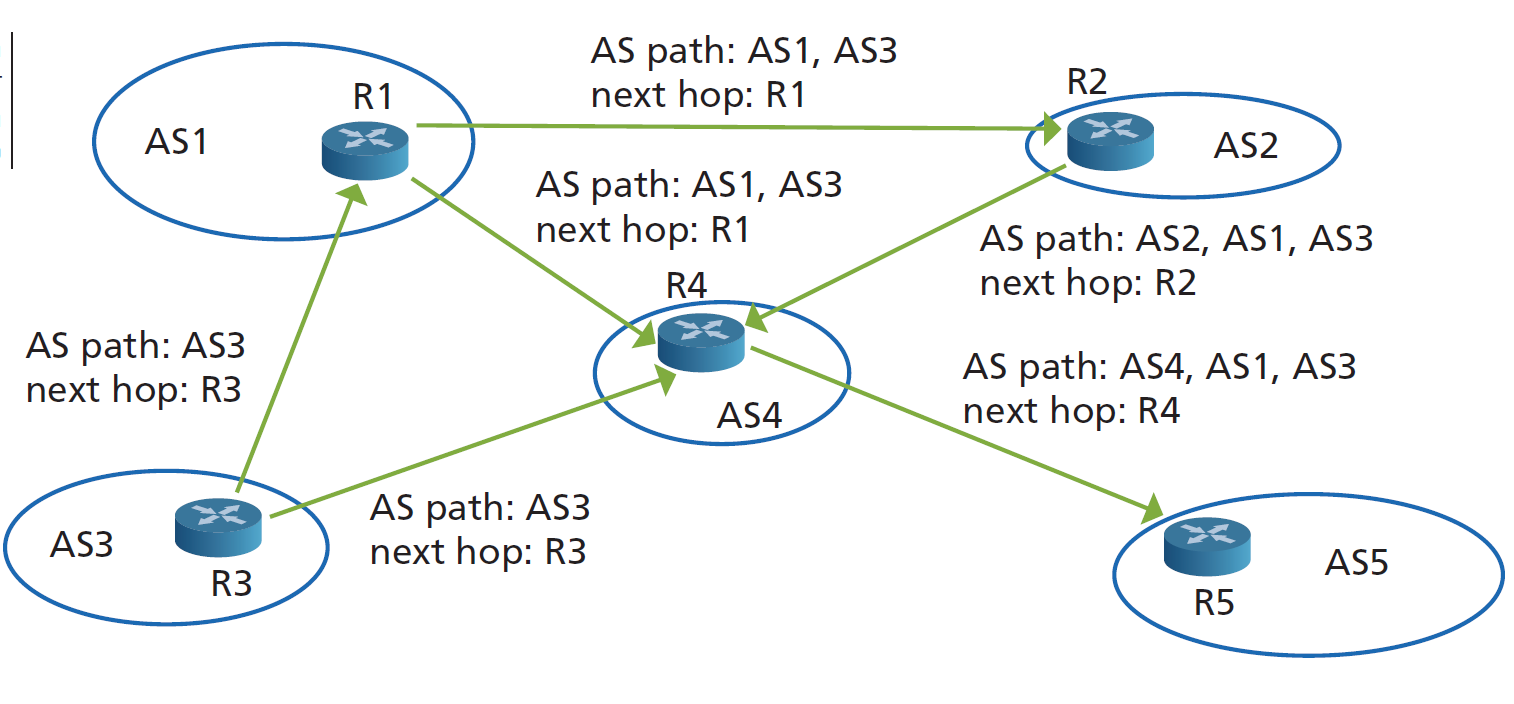 AS path: AS1, AS3
next hop: R1
R1
AS1
R2
AS2
AS path: AS1, AS3
next hop: R1
AS path: AS2, AS1, AS3
next hop: R2
R4
AS4
AS path: AS3
next hop: R3
AS path: AS4, AS1, AS3
next hop: R4
AS path: AS3
next hop: R3
AS3
R3
AS5
R5